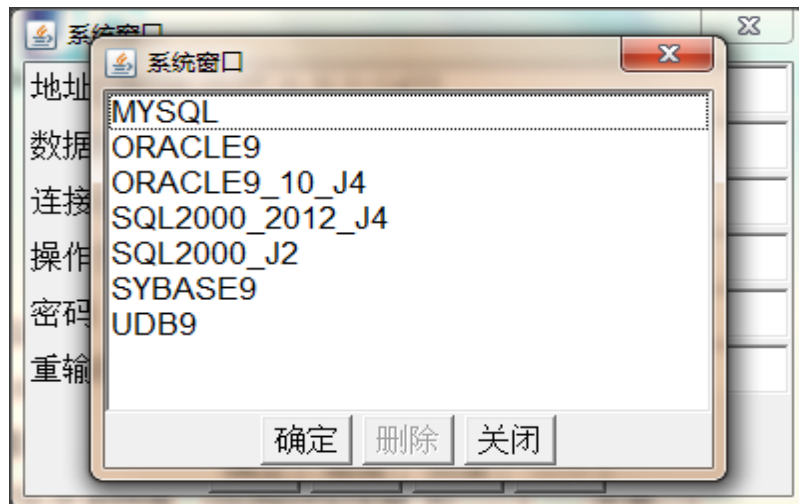 系统窗口
系统窗口
地址
数据
连接
操作
密码
重输
MYSQL
ORACLE9
ORACLE9_10_J4
SQL2000_2012_J4
SQL2000_J2
SYBASE9
UDB9
确定 删除 关闭